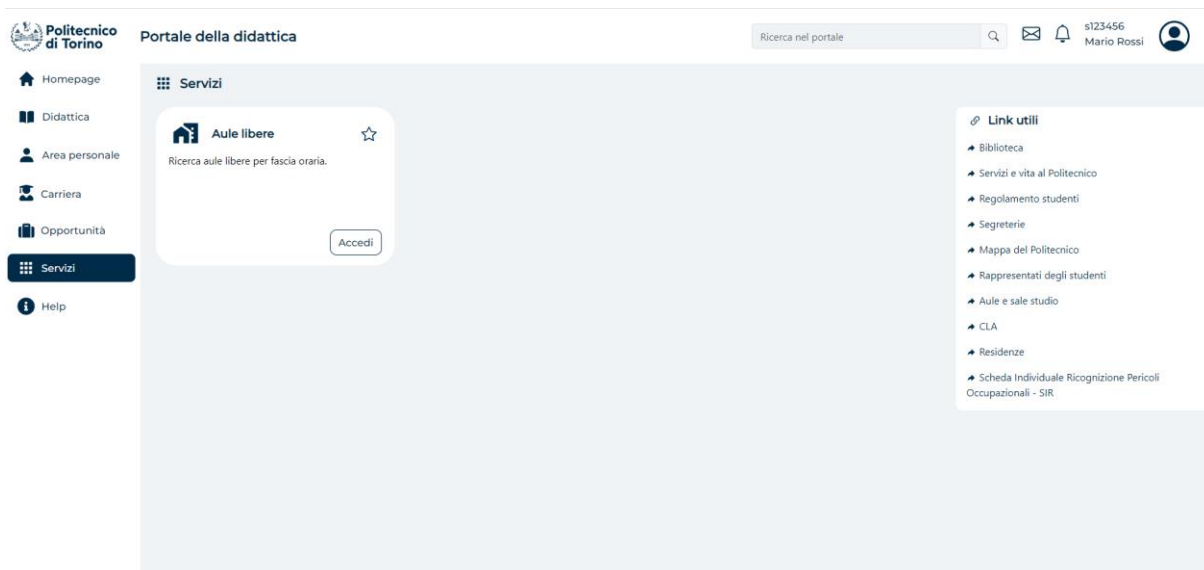 Politecnico
di Torino
Portale della didattica
Ricerca nel portale
s123456
Mario Rossi
Homepage
Didattica
Area personale
Carriera
Opportunità
Servizi
Help
Servizi
Aule libere
Ricerca aule libere per fascia oraria.
Accedi
Link utili
Biblioteca
Servizi e vita al Politecnico
Regolamento studenti
Segreterie
Mappa del Politecnico
Rappresentati degli studenti
Aule e sale studio
CLA
Residenze
Scheda Individuale Ricognizione Pericoli
Occupazionali - SIR